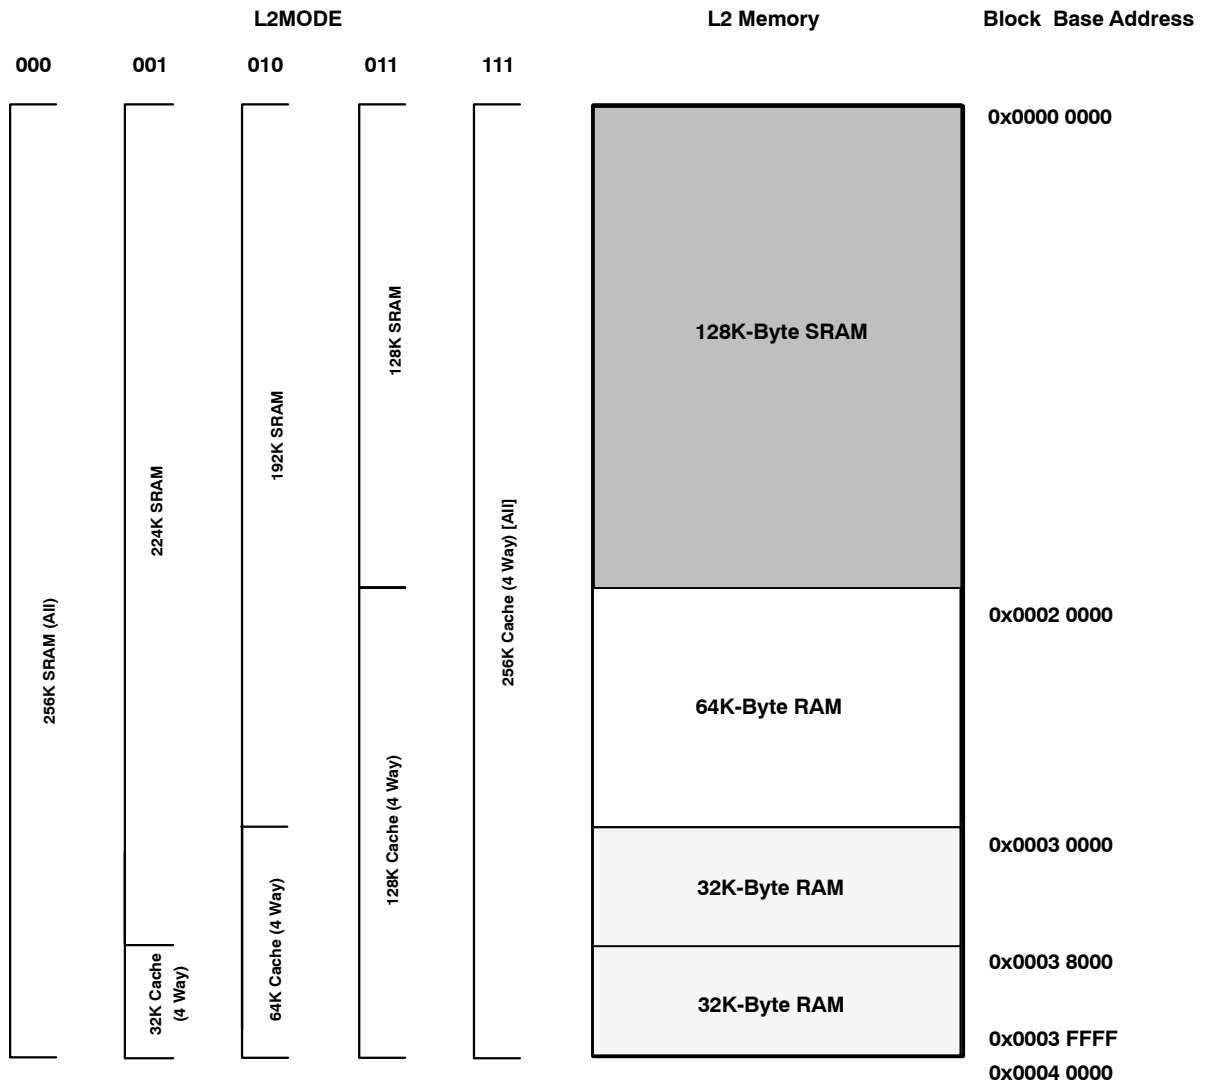 L2MODE
L2 Memory
Block Base Address
000
001
010
011
111
0x0000 0000
256K SRAM (All)
224K SRAM
32K Cache
(4 Way)
192K SRAM
64K Cache (4 Way)
128K SRAM
128K Cache (4 Way)
256K Cache (4 Way) [All]
128K-Byte SRAM
0x0002 0000
64K-Byte RAM
0x0003 0000
32K-Byte RAM
0x0003 8000
32K-Byte RAM
0x0003 FFFF
0x0004 0000